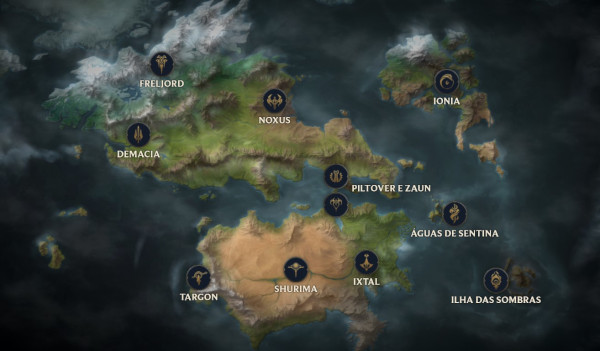 FRELJORD
IONIA
NOXUS
DEMACIA
PILTOVER E ZAUN
ÁGUAS DE SENTINA
IXTAL
SHURIMA
TARGON
ILHA DAS SOMBRAS